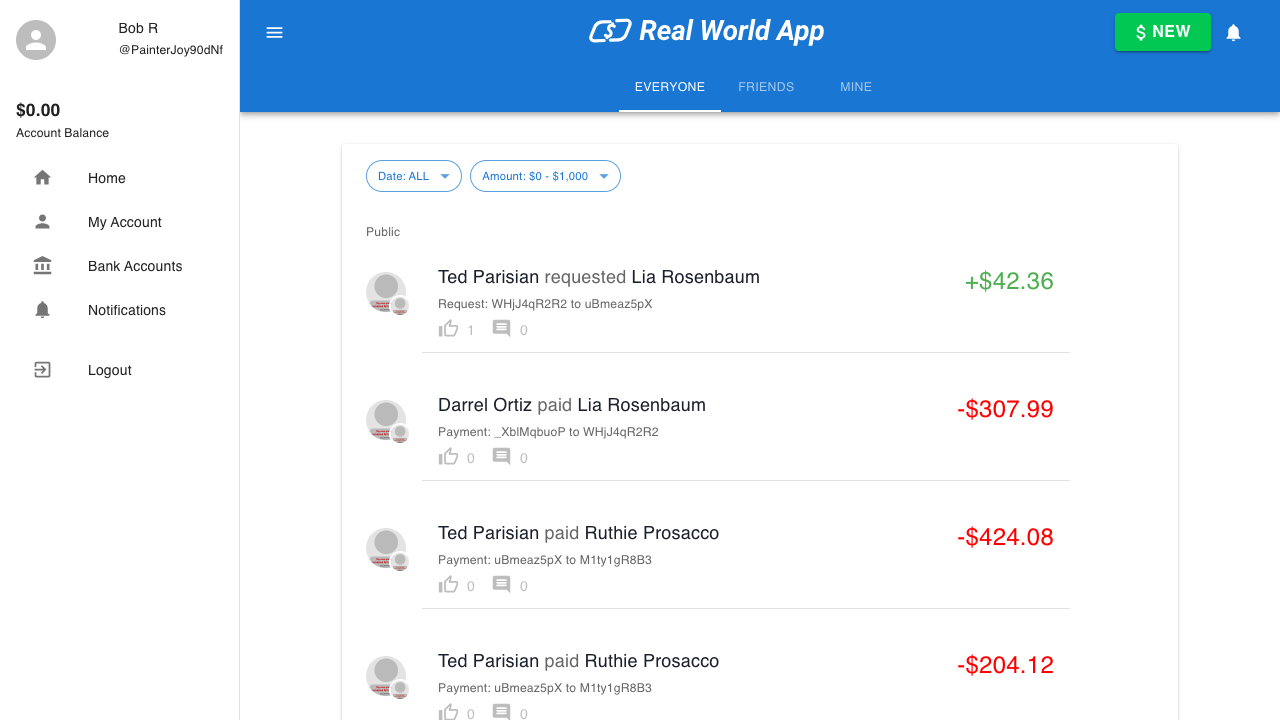 Bob R
@PainterJoy90dNf
$0.00
Account Balance
Home
My Account
Bank Accounts
Notifications
Logout
Real World App
$ NEW
EVERYONE
FRIENDS
MINE
Date: ALL
Amount: $0 - $1,000
Public
Ted Parisian requested Lia Rosenbaum
+$42.36
Request: WHjJ4qR2R2 to uBmeaz5pX
1
0
Darrel Ortiz paid Lia Rosenbaum
-$307.99
Payment: _XblMqbuoP to WHjJ4qR2R2
0
0
Ted Parisian paid Ruthie Prosacco
-$424.08
Payment: uBmeaz5pX to M1ty1gR8B3
0
0
Ted Parisian paid Ruthie Prosacco
-$204.12
Payment: uBmeaz5pX to M1ty1gR8B3
0
0